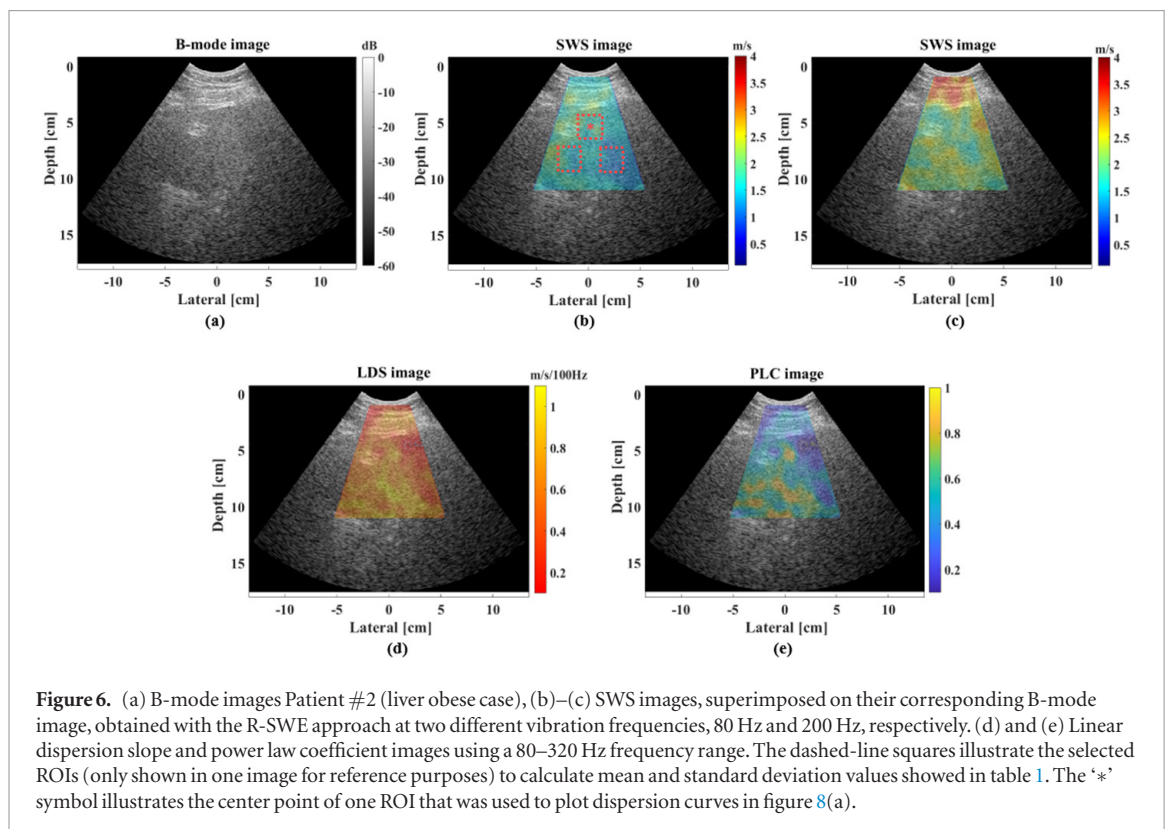 B-mode image
dB
0
-10
-20
-30
-40
-50
-60
0
5
10
15
Depth [cm]
-10 -5 0 5 10
Lateral [cm]
(a)
SWS image
m/s
4
3.5
3
2.5
2
1.5
1
0.5
0
5
10
15
Depth [cm]
-10 -5 0 5 10
Lateral [cm]
(b)
SWS image
m/s
4
3.5
3
2.5
2
1.5
1
0.5
0
5
10
15
Depth [cm]
-10 -5 0 5 10
Lateral [cm]
(c)
LDS image
m/s/100Hz
1
0.8
0.6
0.4
0.2
0
5
10
15
Depth [cm]
-10 -5 0 5 10
Lateral [cm]
(d)
PLC image
1
0.8
0.6
0.4
0.2
0
5
10
15
Depth [cm]
-10 -5 0 5 10
Lateral [cm]
(e)
Figure 6. (a) B-mode images Patient #2 (liver obese case), (b)–(c) SWS images, superimposed on their corresponding B-mode
image, obtained with the R-SWE approach at two different vibration frequencies, 80 Hz and 200 Hz, respectively. (d) and (e) Linear
dispersion slope and power law coefficient images using a 80–320 Hz frequency range. The dashed-line squares illustrate the selected
ROIs (only shown in one image for reference purposes) to calculate mean and standard deviation values showed in table 1. The ‘*’
symbol illustrates the center point of one ROI that was used to plot dispersion curves in figure 8(a).